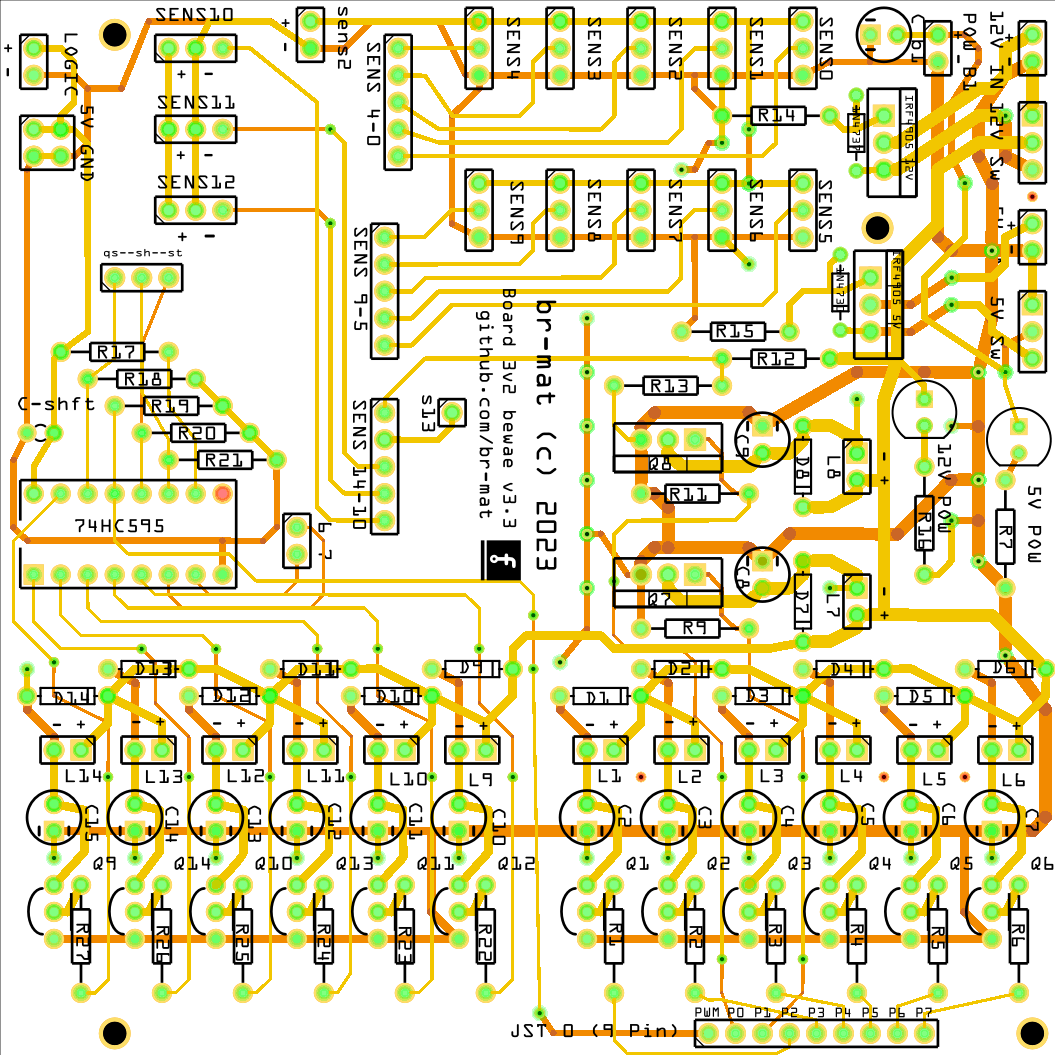 SENS10
sens2
SENS4
SENS3
SENS2
SENS1
SENS0
POW-B1
12V IN
LOGIC
5V GND
SENS11
SENS 4-0
R14
IRF4905 12V
12V Sw
SENS12
SENS9
SENS8
SENS7
SENS6
SENS5
qs--sh--st
SENS 9-5
IRF4905 5V
5V Sw
R17
R15
R12
R18
R13
C-shft
R19
s13
R20
SENS 14-10
R21
Board 3v2 bewae v3.3
github.com/br-mat
br-mat (c) 2023
Q8
C9
D8
L8
12V POW
R11
R16
R7
5V POW
74HC595
6 7
Q7
C8
D7
L7
R9
D13
D11
D9
D2
D4
D6
D14
D12
D10
D1
D3
D5
L14
L13
L12
L11
L10
L9
L1
L2
L3
L4
L5
L6
C15
C14
C13
C12
C11
C10
C2
C3
C4
C5
C6
C7
Q9
Q14
Q10
Q13
Q11
Q12
Q1
Q2
Q3
Q4
Q5
Q6
R27
R26
R25
R24
R23
R22
R1
R2
R3
R4
R5
R6
PWM P0 P1 P2 P3 P4 P5 P6 P7
JST 0 (9 Pin)